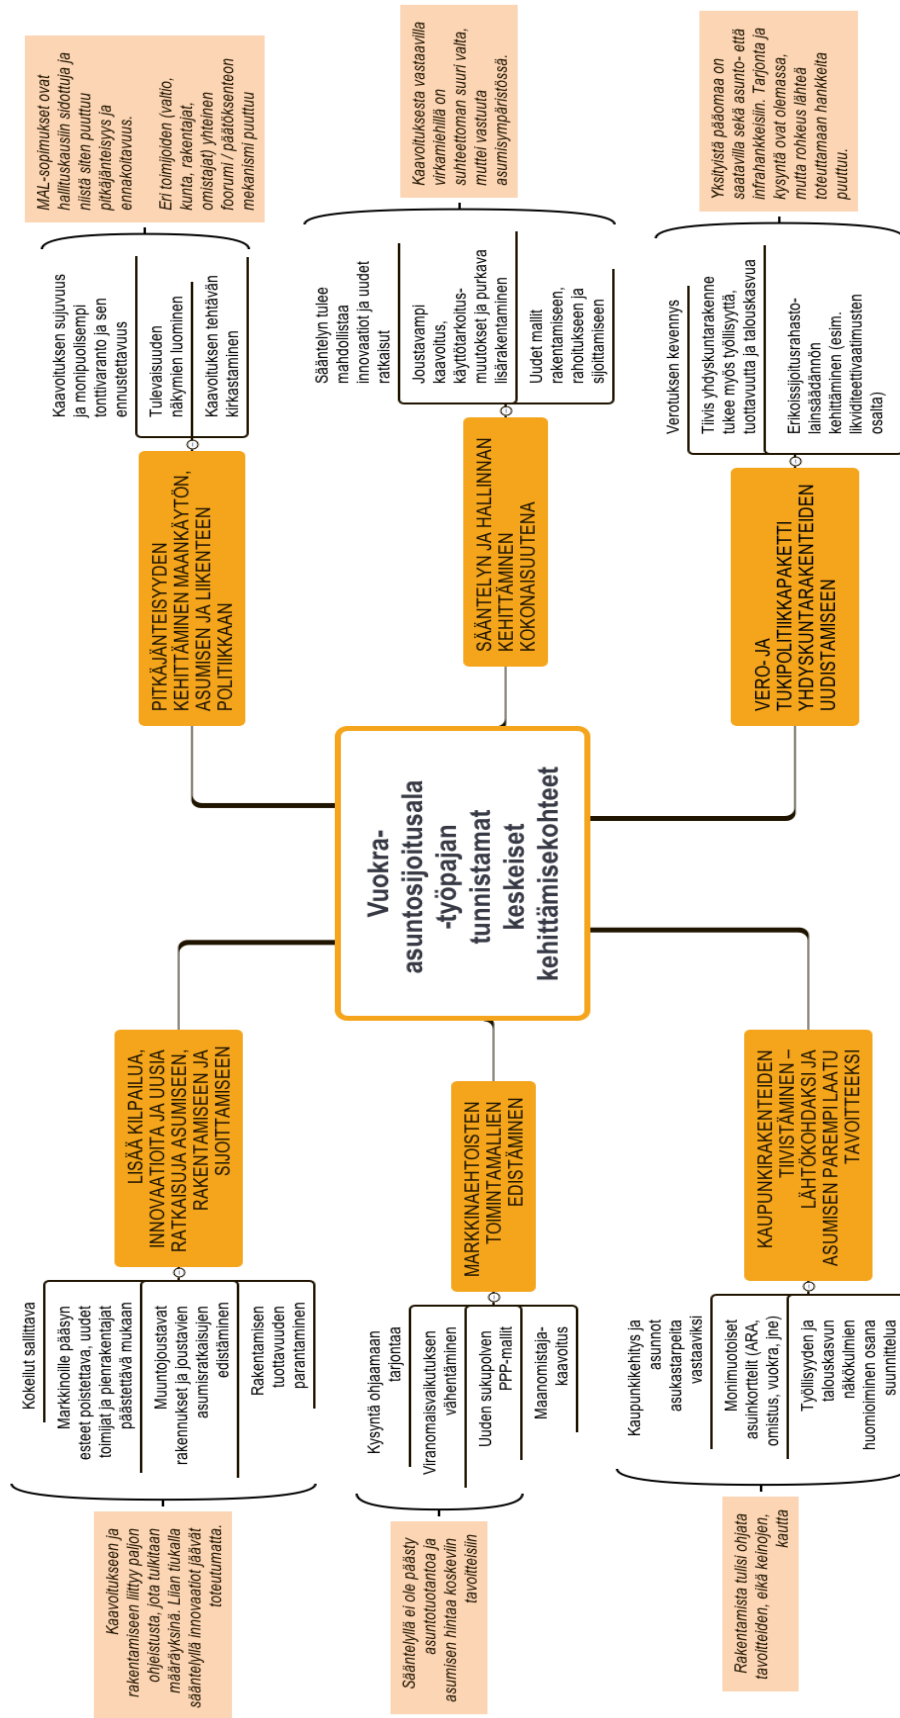 Vuokra-
asuntosijoitusala
-työpajan
tunnistamat
keskeiset
kehittämisekohteet
LISÄÄ KILPAILUA,
INNOVAATIOITA JA UUSIA
RATKAISUJA ASUMISEEN,
RAKENTAMISEEN JA
SIJOITTAMISEEN
Kokeilut sallittava
Markkinoille pääsyn
esteet poistettava, uudet
toimijat ja pienrakentajat
päästettävä mukaan
Muuntojoustavat
rakennukset ja joustavien
asumisratkaisujen
edistäminen
Rakentamisen
tuottavuuden
parantaminen
Kaavoitukseen ja
rakentamiseen liittyy paljon
ohjeistusta, jota tulkitaan
määräyksinä. Liian tiukalla
sääntelyllä innovaatiot jäävät
toteutumatta.
MARKKINAEHTOISTEN
TOIMINTAMALLIEN
EDISTÄMINEN
Kysyntä ohjaamaan
tarjontaa
Viranomaisvaikutuksen
vähentäminen
Uuden sukupolven
PPP-mallit
Maanomistaja-
kaavoitus
Sääntelyllä ei ole päästy
asuntotuotantoa ja
asumisen hintaa koskeviin
tavoitteisiin
KAUPUNKIRAKENTEIDEN
TIIVISTÄMINEN –
LÄHTÖKOHDAKSI JA
ASUMISEN PAREMPI LAATU
TAVOITTEEKSI
Kaupunkikehitys ja
asunnot
asukastarpeita
vastaaviksi
Monimuotoiset
asuinkorttelit (ARA,
omistus, vuokra, jne)
Työllisyyden ja
talouskasvun
näkökulmien
huomioiminen osana
suunnittelua
Rakentamista tulisi ohjata
tavoitteiden, eikä keinojen,
kautta
PITKÄJÄNTEISYYDEN
KEHITTÄMINEN MAANKÄYTÖN,
ASUMISEN JA LIIKENTEEN
POLITIIKKAAN
Kaavoituksen sujuvuus
ja monipuolisempi
tonttivaranto ja sen
ennustettavuus
Tulevaisuuden
näkymien luominen
Kaavoituksen tehtävän
kirkastaminen
MAL-sopimukset ovat
hallituskausiin sidottuja ja
niistä siten puuttuu
pitkäjänteisyys ja
ennakoitavuus.
Eri toimijoiden (valtio,
kunta, rakentajat,
omistajat) yhteinen
foorumi / päätöksenteon
mekanismi puuttuu
SÄÄNTELYN JA HALLINNAN
KEHITTÄMINEN
KOKONAISUUTENA
Sääntelyn tulee
mahdollistaa
innovaatiot ja uudet
ratkaisut
Joustavampi
kaavoitus,
käyttötarkoitus-
muutokset ja purkava
lisärakentaminen
Uudet mallit
rakentamiseen,
rahoitukseen ja
sijoittamiseen
Kaavoituksesta vastaavilla
virkamiehillä on
suhteettoman suuri valta,
muttei vastuuta
asumisympäristössä.
VERO- JA
TUKIPOLITIIKKAPAKETTI
YHDYSKUNTARAKENTEIDEN
UUDISTAMISEEN
Verotuksen kevennys
Tiivis yhdyskuntarakenne
tukee myös työllisyyttä,
tuottavuutta ja talouskasvua
Erikoissijoitusrahasto-
lainsäädännön
kehittäminen (esim.
likviditeettivaatimusten
osalta)
Yksityistä pääomaa on
saatavilla sekä asunto- että
infrahankkeisiin. Tarjonta ja
kysyntä ovat olemassa,
mutta rohkeus lähteä
toteuttamaan hankkeita
puuttuu.